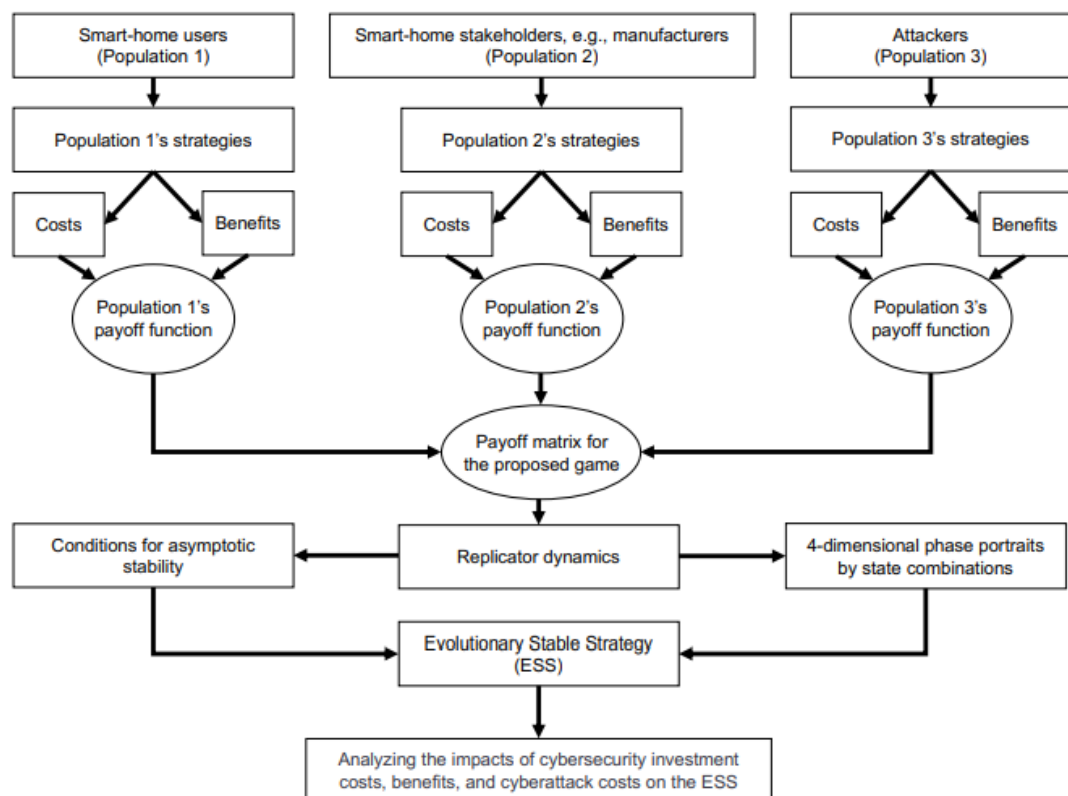 Smart-home users
(Population 1)
Smart-home stakeholders, e.g., manufacturers
(Population 2)
Attackers
(Population 3)
Population 1's strategies
Population 2's strategies
Population 3's strategies
Costs
Benefits
Costs
Benefits
Costs
Benefits
Population 1's
payoff function
Population 2's
payoff function
Population 3's
payoff function
Payoff matrix for
the proposed game
Conditions for asymptotic
stability
Replicator dynamics
4-dimensional phase portraits
by state combinations
Evolutionary Stable Strategy
(ESS)
Analyzing the impacts of cybersecurity investment
costs, benefits, and cyberattack costs on the ESS